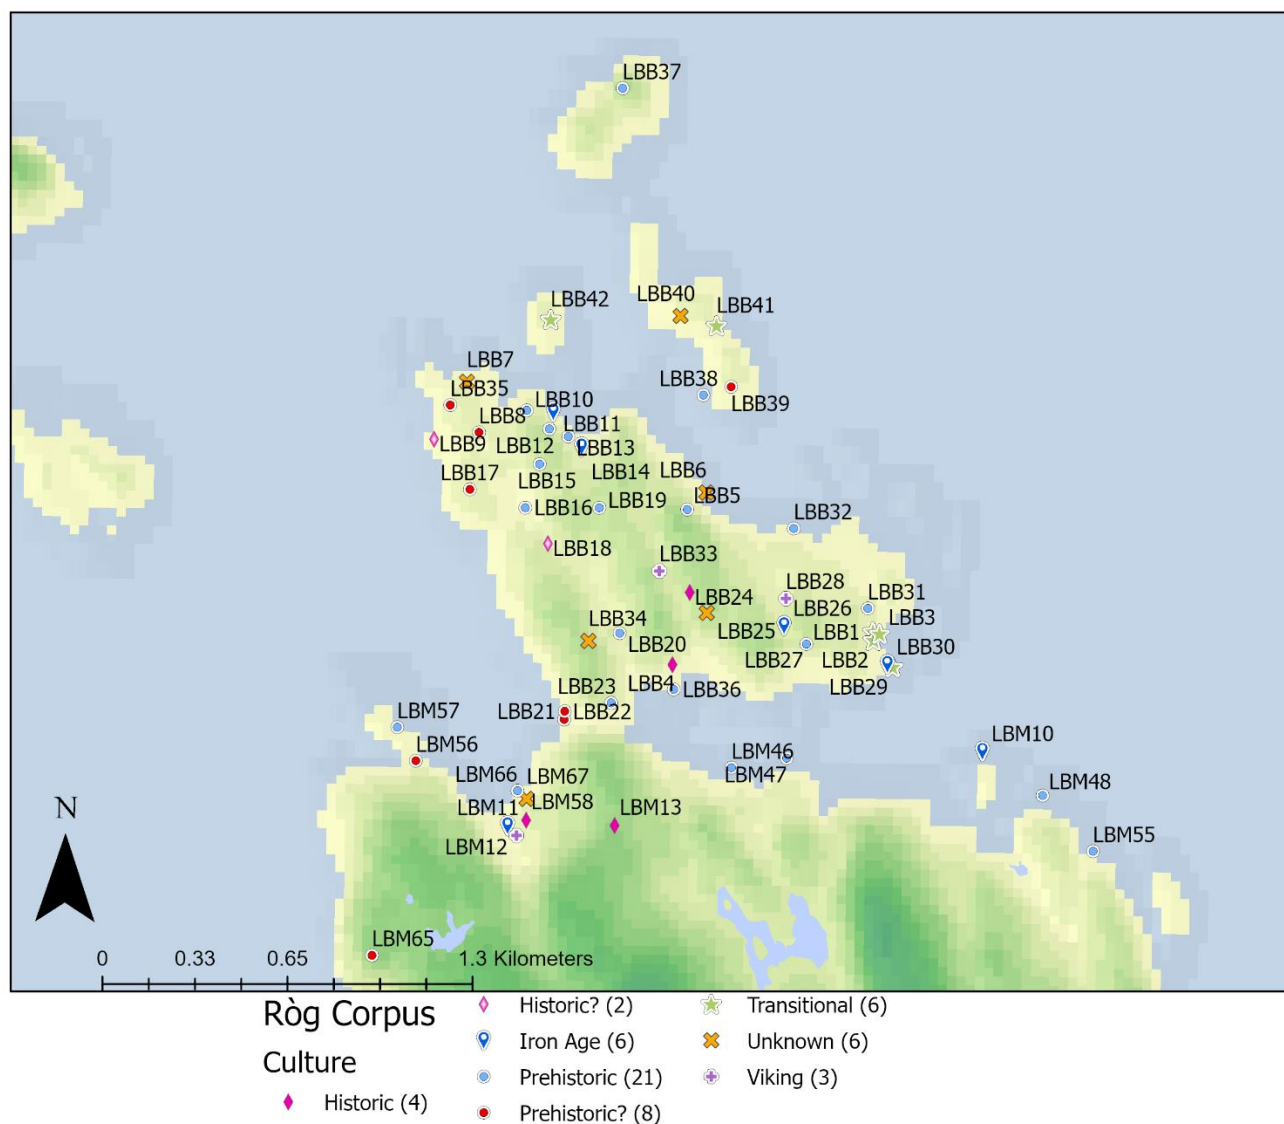 LBB37
LBB42
LBB40
LBB41
LBB7
LBB35
LBB38
LBB39
LBB10
LBB8
LBB11
LBB9
LBB12
LBB13
LBB17
LBB15
LBB14
LBB6
LBB16
LBB19
LBB5
LBB32
LBB18
LBB33
LBB28
LBB24
LBB26
LBB31
LBB34
LBB25
LBB1
LBB3
LBB20
LBB27
LBB2
LBB30
LBB23
LBB4
LBB36
LBB29
LBB21
LBB22
LBM57
LBM56
LBM46
LBM10
LBM66
LBM67
LBM47
LBM48
LBM11
LBM58
LBM13
LBM12
LBM55
N
LBM65
0 0.33 0.65 1.3 Kilometers
Ròg Corpus
Culture
Historic (4)
Historic? (2)
Iron Age (6)
Prehistoric (21)
Prehistoric? (8)
Transitional (6)
Unknown (6)
Viking (3)